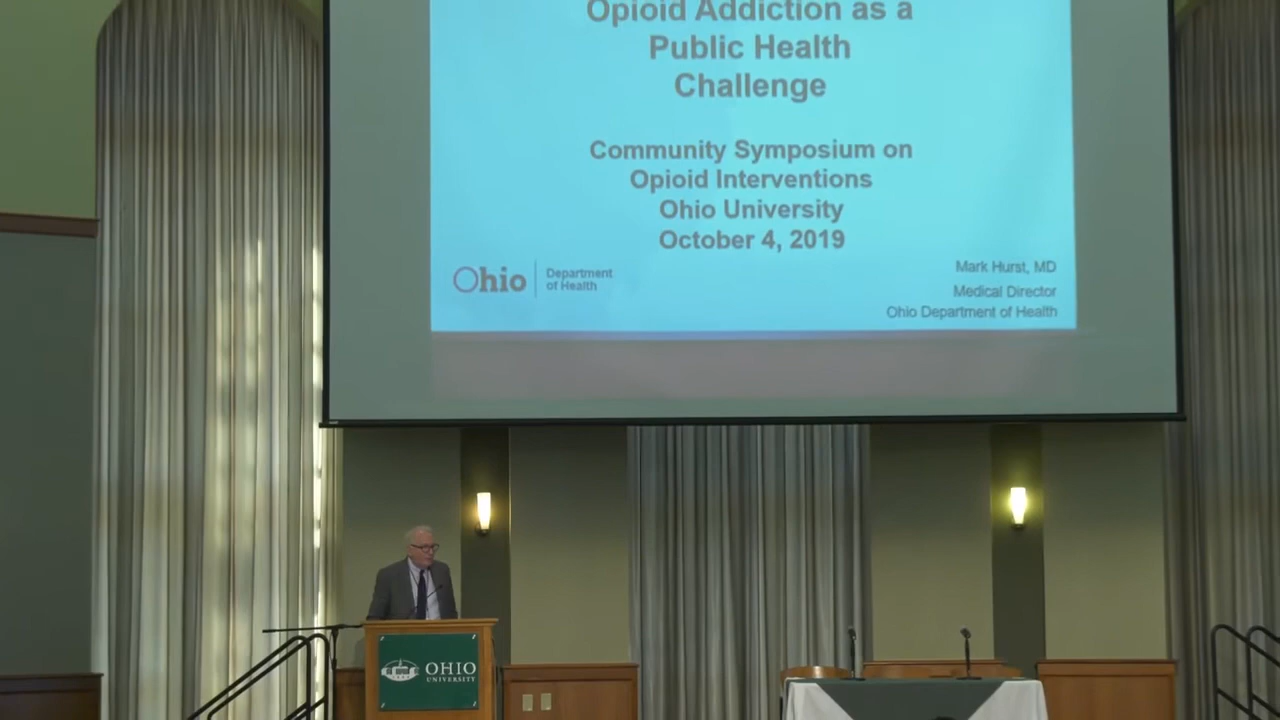 Opioid Addiction as a
Public Health
Challenge
Community Symposium on
Opioid Interventions
Ohio University
October 4, 2019
Mark Hurst, MD
Medical Director
Ohio Department of Health
Ohio
Department
of Health
OHIO
UNIVERSITY